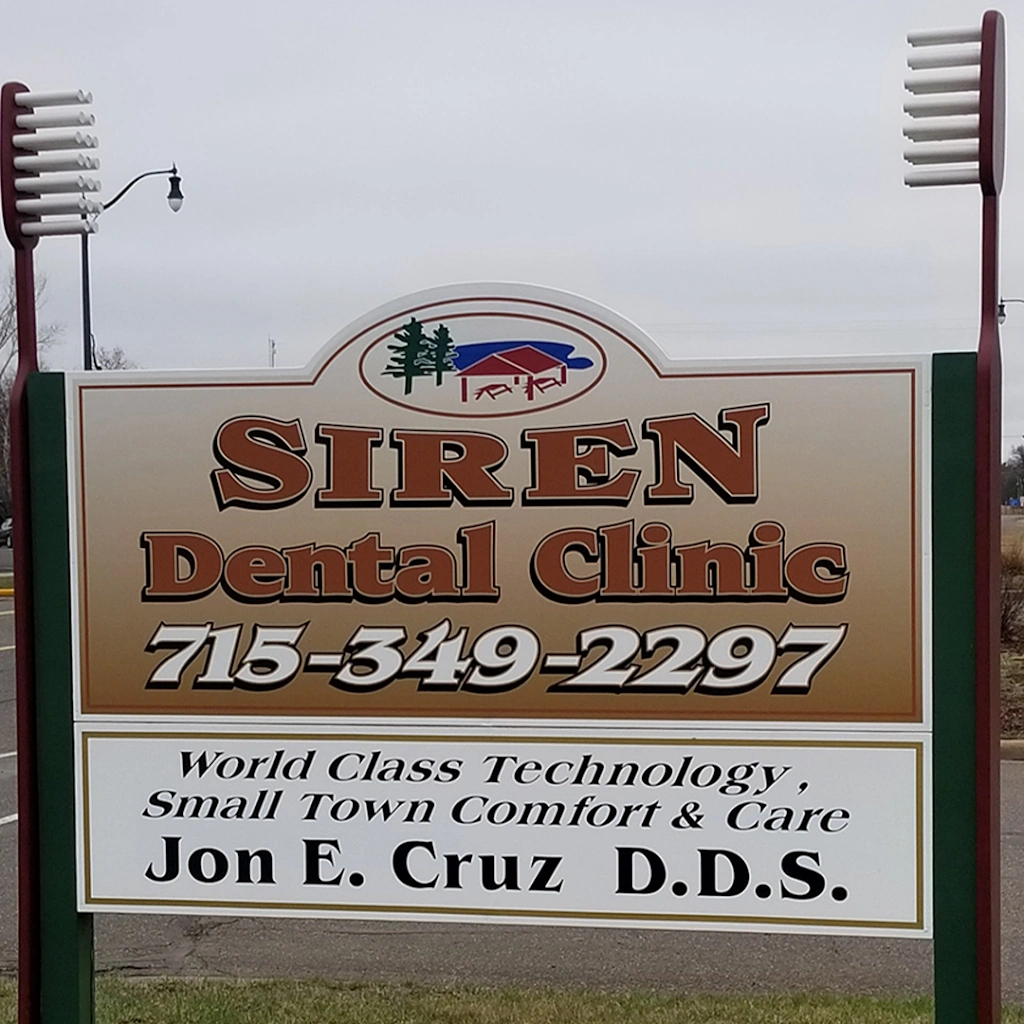 SIREN
Dental Clinic
715-349-2297
World Class Technology,
Small Town Comfort & Care
Jon E. Cruz D.D.S.